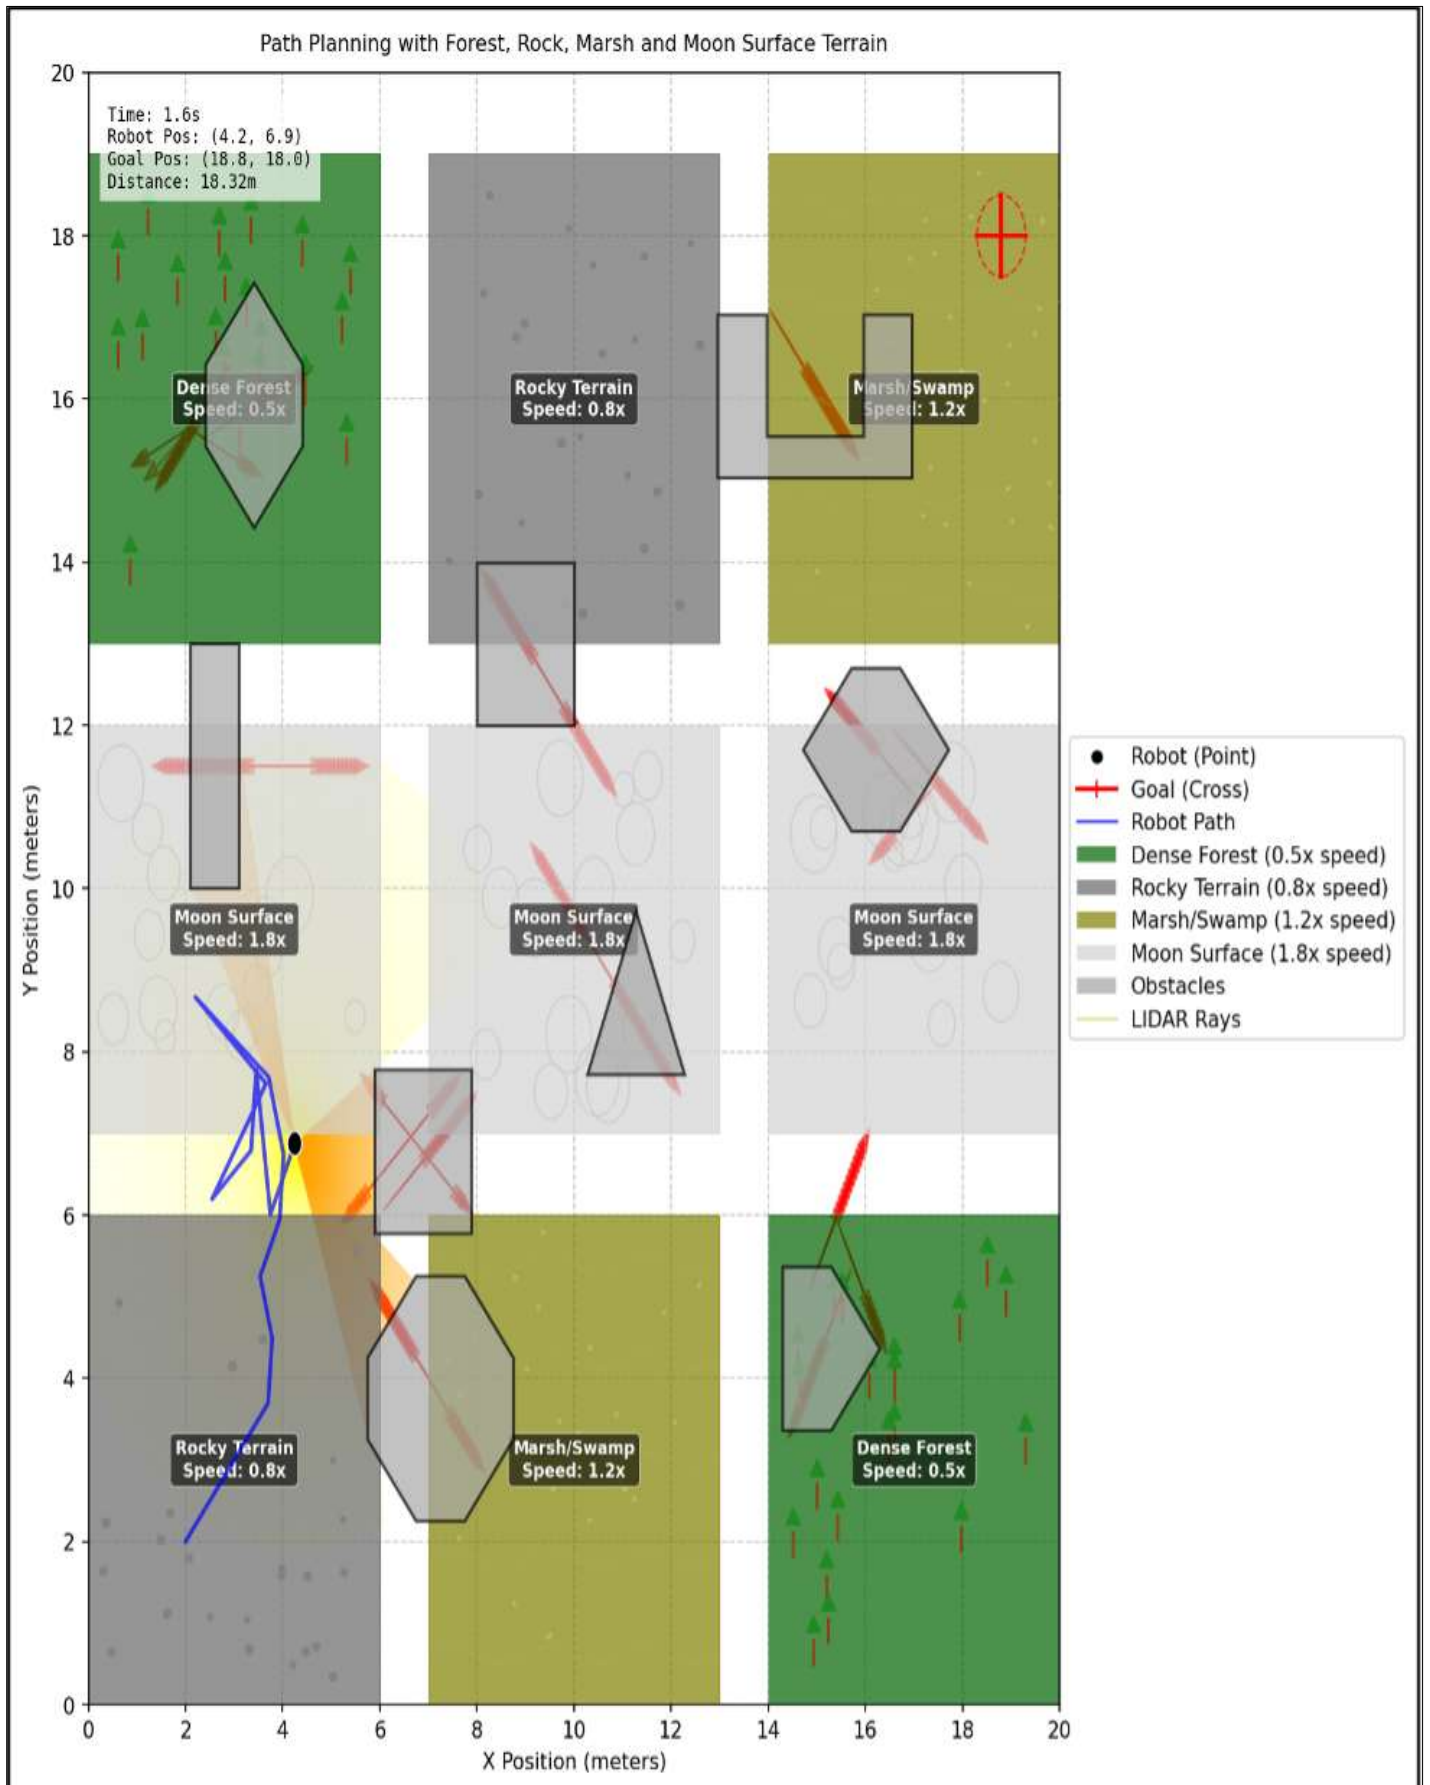 Path Planning with Forest, Rock, Marsh and Moon Surface Terrain
20
Time: 1.6s
Robot Pos: (4.2, 6.9)
Goal Pos: (18.8, 18.0)
Distance: 18.32m
18
16
Dense Forest
Speed: 0.5x
Rocky Terrain
Speed: 0.8x
Marsh/Swamp
Speed: 1.2x
14
12
10
Moon Surface
Speed: 1.8x
Moon Surface
Speed: 1.8x
Moon Surface
Speed: 1.8x
8
6
4
Rocky Terrain
Speed: 0.8x
Marsh/Swamp
Speed: 1.2x
Dense Forest
Speed: 0.5x
2
0
Y Position (meters)
0 2 4 6 8 10 12 14 16 18 20
X Position (meters)
Robot (Point)
Goal (Cross)
Robot Path
Dense Forest (0.5x speed)
Rocky Terrain (0.8x speed)
Marsh/Swamp (1.2x speed)
Moon Surface (1.8x speed)
Obstacles
LIDAR Rays